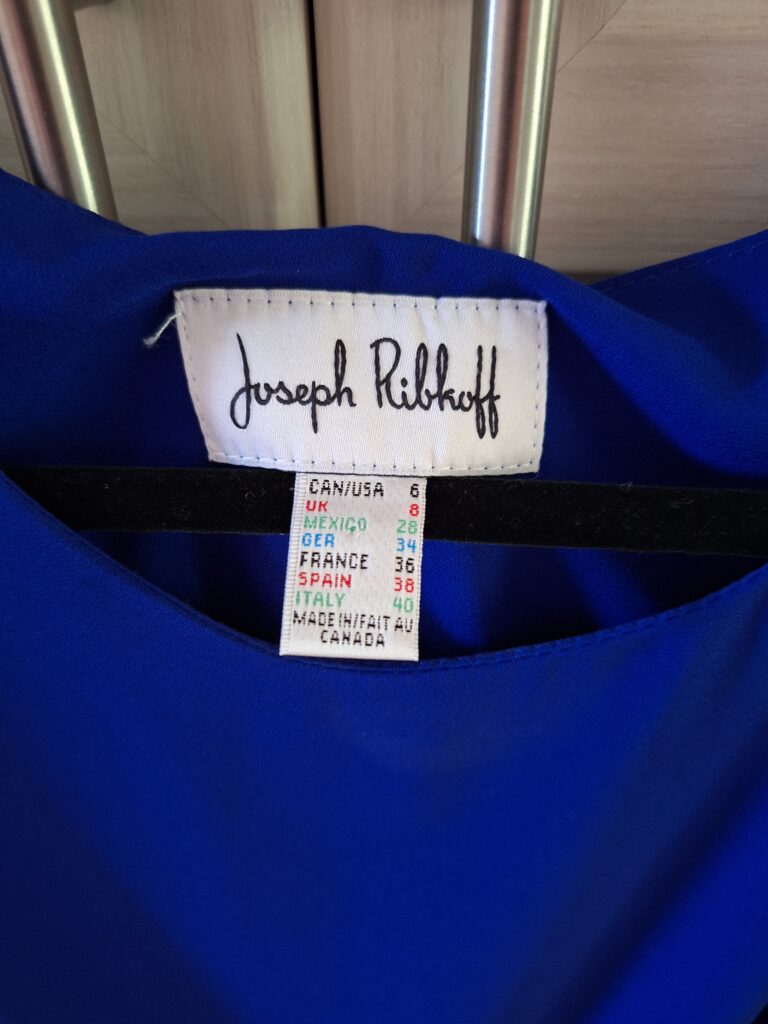 Joseph Ribkoff
CAN/USA 6
UK 8
MEXICO 28
GER 34
FRANCE 36
SPAIN 38
ITALY 40
MADE IN/FAIT AU
CANADA